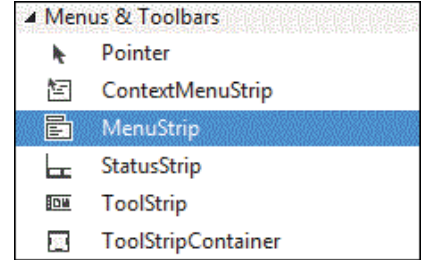 Menus & Toolbars
Pointer
ContextMenuStrip
MenuStrip
StatusStrip
ToolStrip
ToolStripContainer